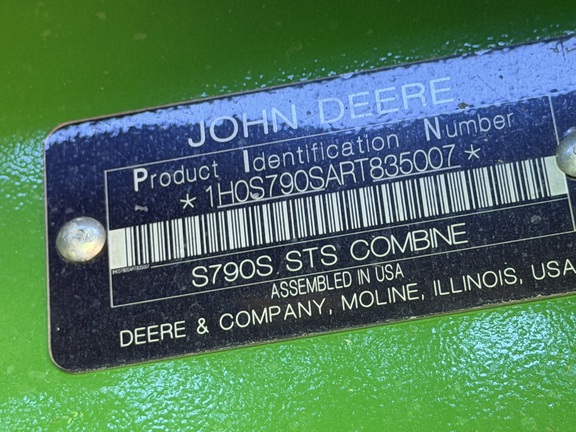 JOHN DEERE
Product Identification Number
* 1H0S790SART835007 *
S790S STS COMBINE
ASSEMBLED IN USA
DEERE & COMPANY, MOLINE, ILLINOIS, USA